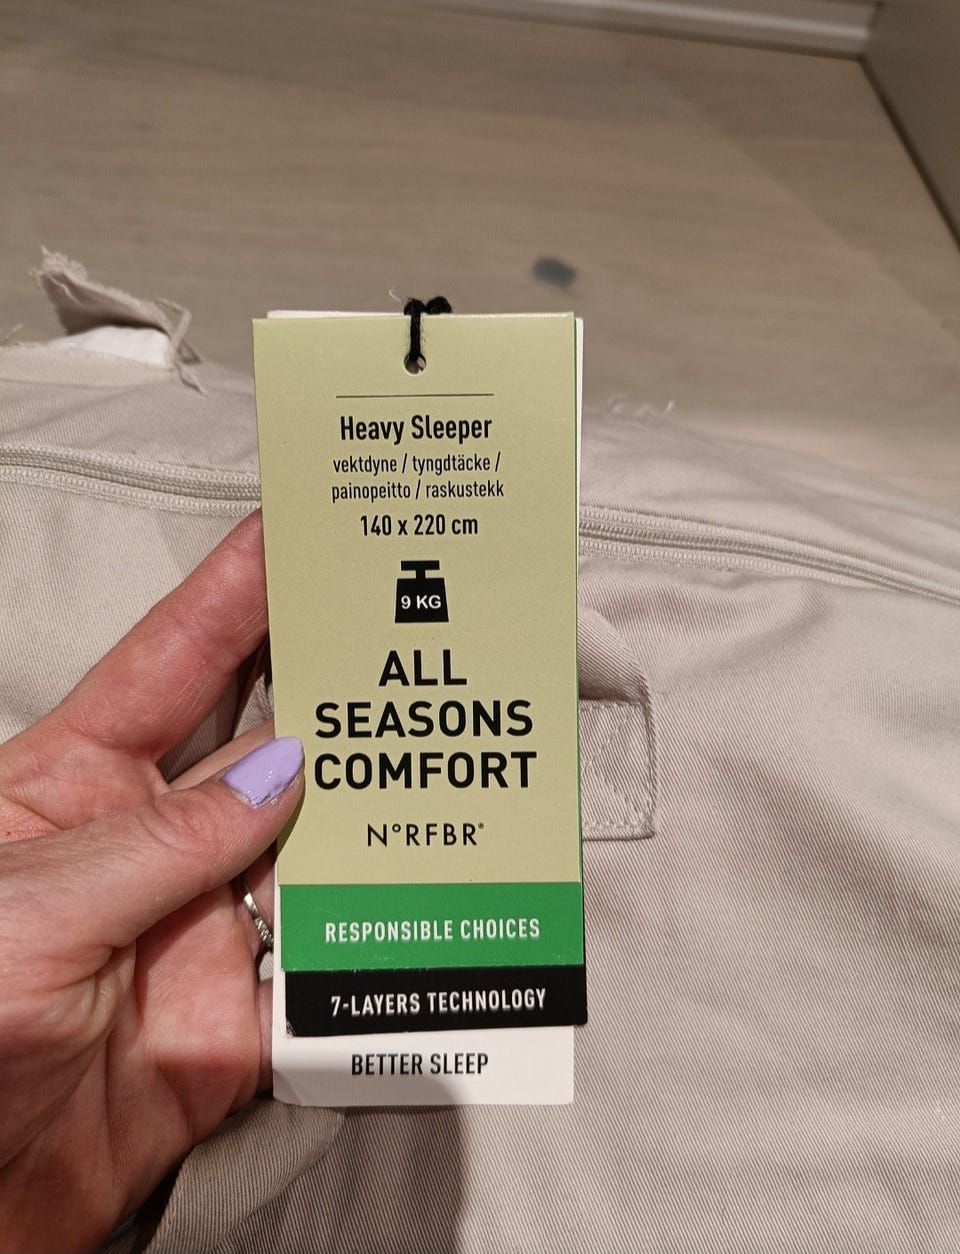 Heavy Sleeper
vektdyne / tyngdtäcke /
painopeitto / raskustekk
140 x 220 cm
9 KG
ALL
SEASONS
COMFORT
N°RFBR®
RESPONSIBLE CHOICES
7-LAYERS TECHNOLOGY
BETTER SLEEP